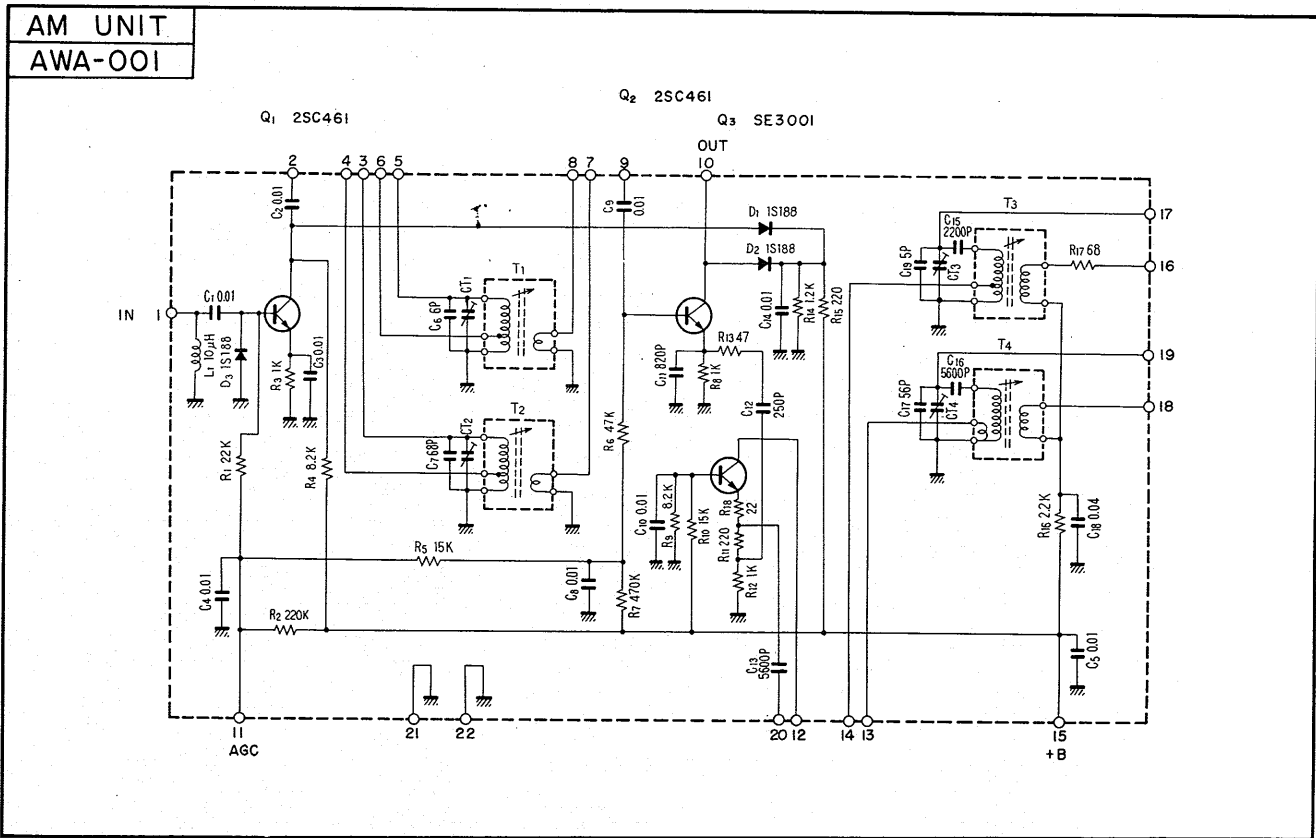 AM UNIT
AWA-001
Q₁ 2SC461
Q₂ 2SC461
Q₃ SE3001
OUT
2
4
3
6
5
8
7
9
10
C₂ 0.01
C₉ 0.01
D₁ 1S188
D₂ 1S188
T₃
17
C₁₅ 2200P
C₁₉ 5P
CT₃
R₁₇ 68
16
IN 1
C₁ 0.01
L₁ 10μH
D₃ 1S188
R₃ 1K
C₃ 0.01
T₁
C₆ 6P
CT₁
C₁₄ 0.01
R₁₄ 1.2K
R₁₅ 220
R₁₃ 47
C₁₁ 820P
R₈ 1K
C₁₂ 250P
T₄
19
C₁₆ 5600P
C₁₇ 56P
CT₄
18
T₂
C₇ 68P
CT₂
R₁ 22K
R₄ 8.2K
R₆ 47K
C₁₀ 0.01
R₉ 8.2K
R₁₀ 15K
R₁₈ 22
R₁₁ 220
R₁₂ 1K
R₁₆ 2.2K
C₁₈ 0.04
R₅ 15K
C₄ 0.01
C₈ 0.01
R₇ 470K
R₂ 220K
C₁₃ 5600P
C₅ 0.01
11
AGC
21
22
20
12
14
13
15
+B